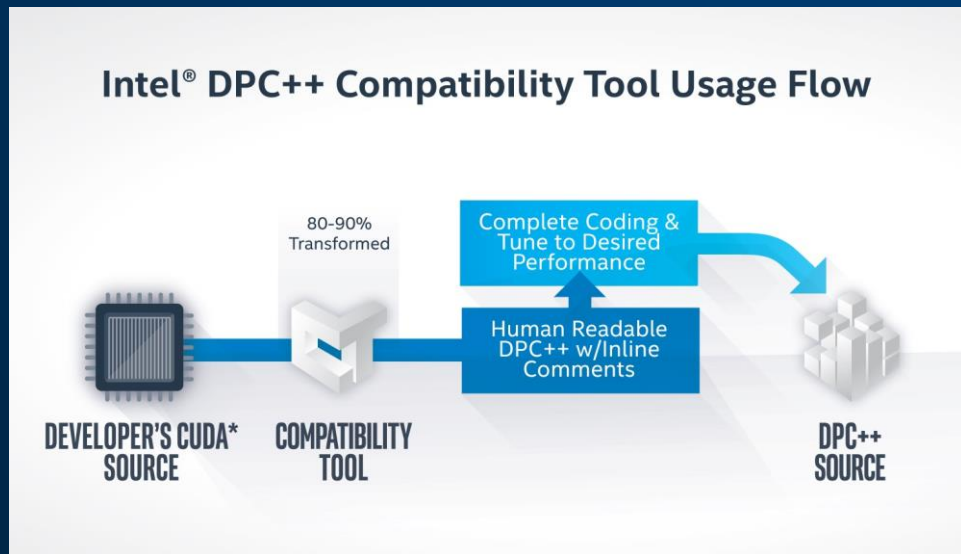 Intel® DPC++ Compatibility Tool Usage Flow
80-90%
Transformed
Complete Coding &
Tune to Desired
Performance
Human Readable
DPC++ w/Inline
Comments
DEVELOPER'S CUDA*
SOURCE
COMPATIBILITY
TOOL
DPC++
SOURCE